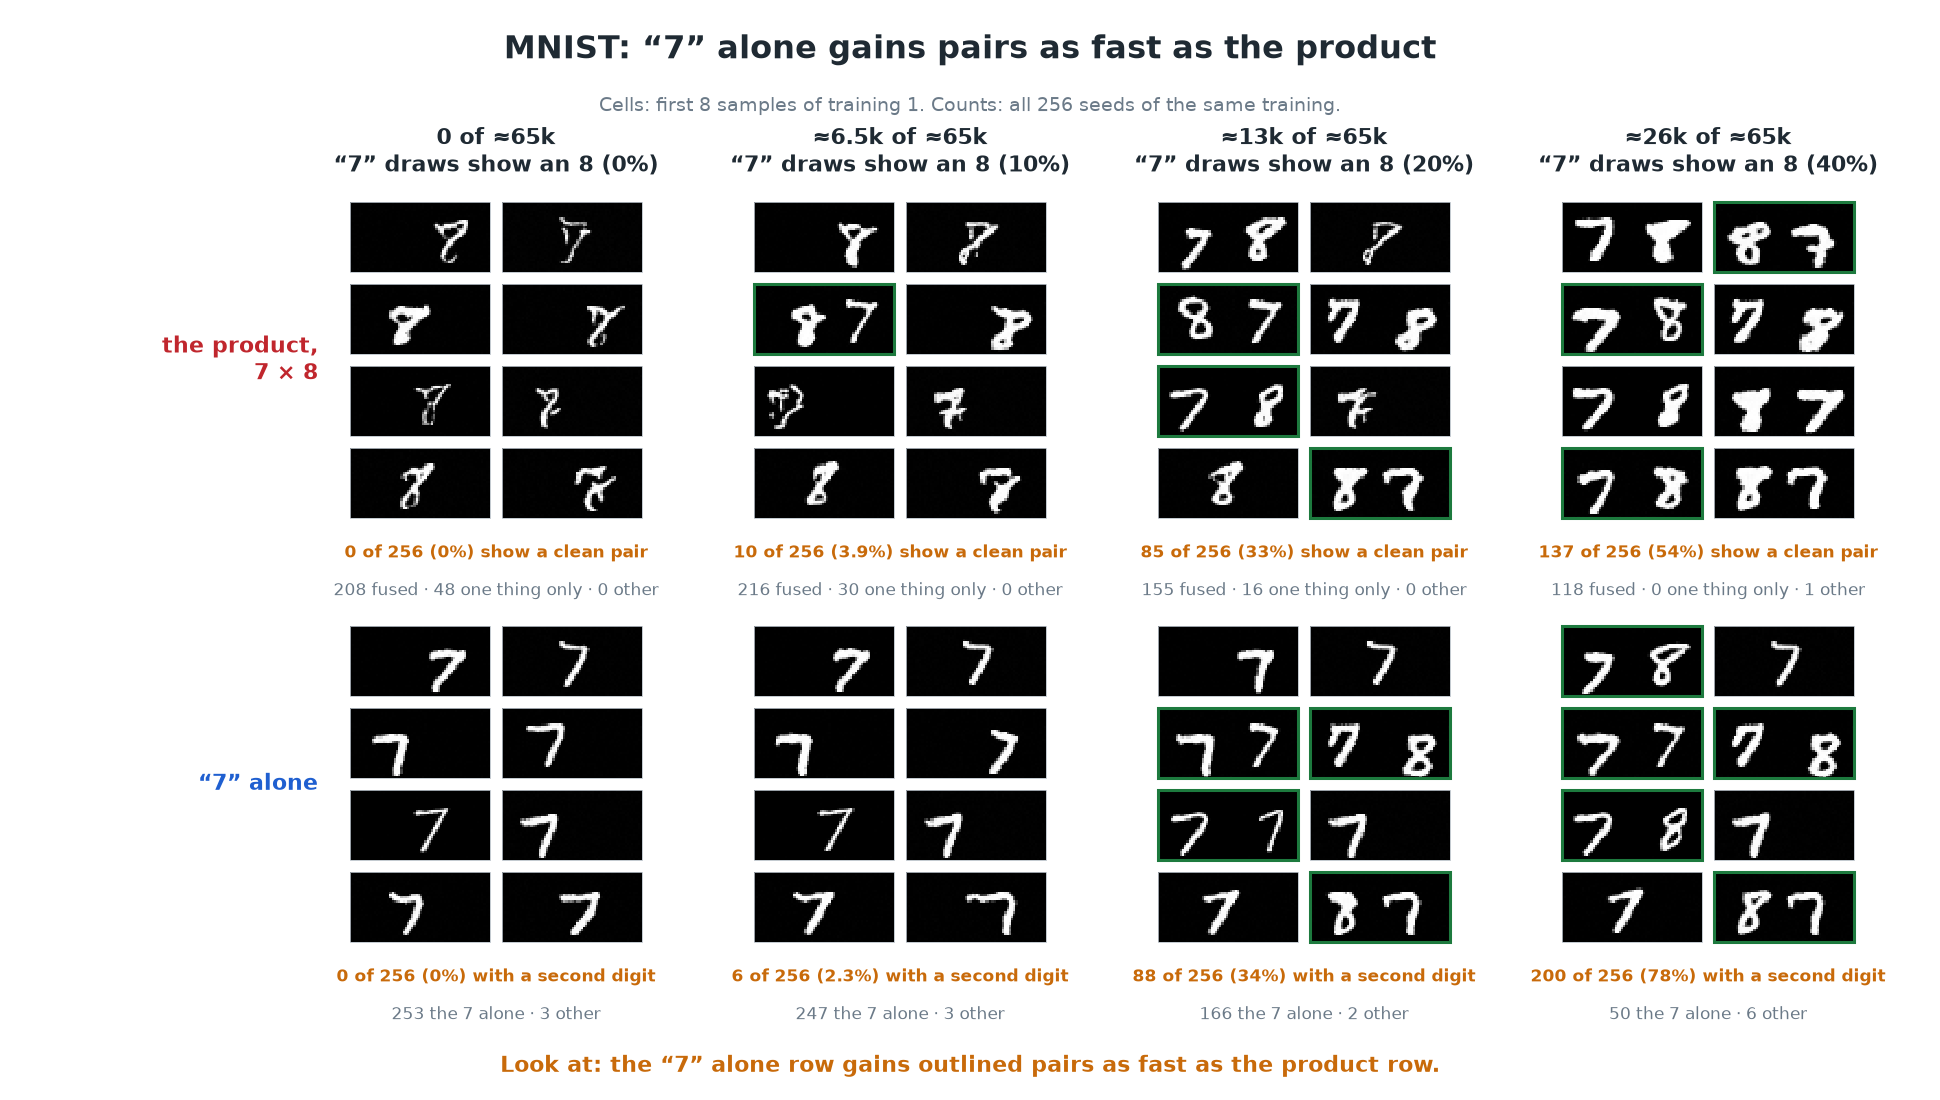 MNIST: “7” alone gains pairs as fast as the product
Cells: first 8 samples of training 1. Counts: all 256 seeds of the same training.
0 of ≈65k
“7” draws show an 8 (0%)
≈6.5k of ≈65k
“7” draws show an 8 (10%)
≈13k of ≈65k
“7” draws show an 8 (20%)
≈26k of ≈65k
“7” draws show an 8 (40%)
the product,
7 × 8
0 of 256 (0%) show a clean pair
10 of 256 (3.9%) show a clean pair
85 of 256 (33%) show a clean pair
137 of 256 (54%) show a clean pair
208 fused · 48 one thing only · 0 other
216 fused · 30 one thing only · 0 other
155 fused · 16 one thing only · 0 other
118 fused · 0 one thing only · 1 other
“7” alone
0 of 256 (0%) with a second digit
6 of 256 (2.3%) with a second digit
88 of 256 (34%) with a second digit
200 of 256 (78%) with a second digit
253 the 7 alone · 3 other
247 the 7 alone · 3 other
166 the 7 alone · 2 other
50 the 7 alone · 6 other
Look at: the “7” alone row gains outlined pairs as fast as the product row.